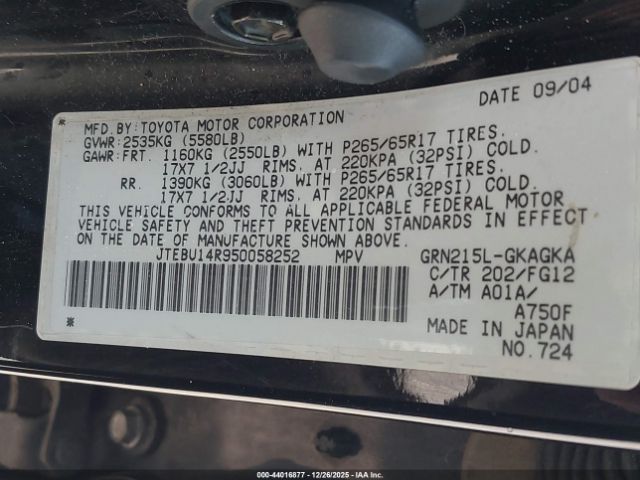 DATE 09/04
MFD.BY:TOYOTA MOTOR CORPORATION
GVWR:2535KG (5580LB)
GAWR:FRT. 1160KG (2550LB) WITH P265/65R17 TIRES.
17X7 1/2JJ RIMS, AT 220KPA (32PSI) COLD.
RR. 1390KG (3060LB) WITH P265/65R17 TIRES.
17X7 1/2JJ RIMS, AT 220KPA (32PSI) COLD.
THIS VEHICLE CONFORMS TO ALL APPLICABLE FEDERAL MOTOR
VEHICLE SAFETY AND THEFT PREVENTION STANDARDS IN EFFECT
ON THE DATE OF MANUFACTURE SHOWN ABOVE.
JTEBU14R950058252 MPV GRN215L-GKAGKA
C/TR 202/FG12
A/TM A01A/
A750F
MADE IN JAPAN
NO.724
000-44016877 - 12/26/2025 - IAA Inc.